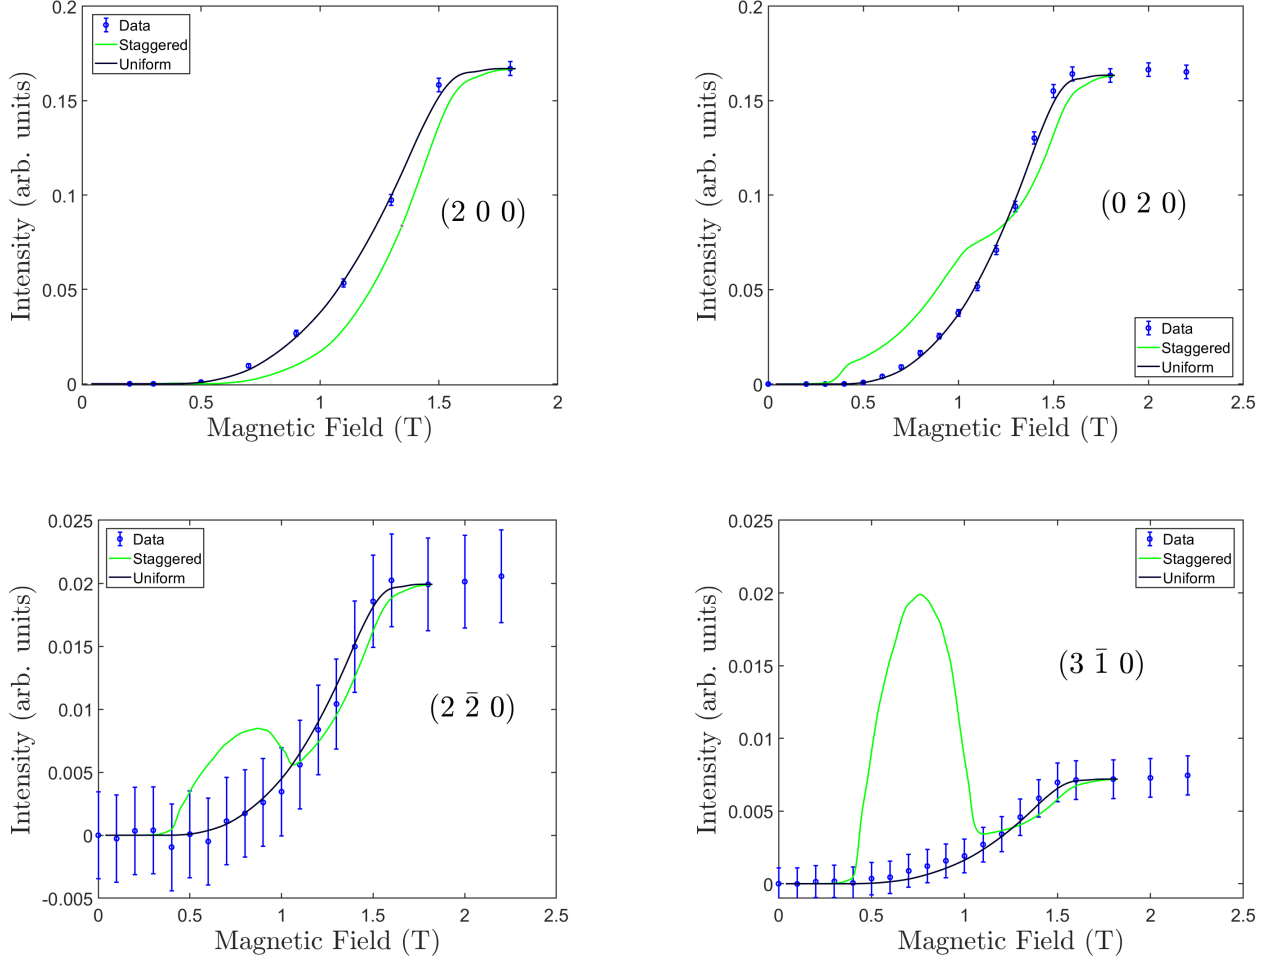 0.2
0.15
0.1
0.05
0
0 0.5 1 1.5 2
Intensity (arb. units)
Magnetic Field (T)
Data
Staggered
Uniform
(2 0 0)
0.2
0.15
0.1
0.05
0
0 0.5 1 1.5 2 2.5
Intensity (arb. units)
Magnetic Field (T)
(0 2 0)
Data
Staggered
Uniform
0.025
0.02
0.015
0.01
0.005
0
-0.005
0 0.5 1 1.5 2 2.5
Intensity (arb. units)
Magnetic Field (T)
Data
Staggered
Uniform
(2 2̄ 0)
0.025
0.02
0.015
0.01
0.005
0
0 0.5 1 1.5 2 2.5
Intensity (arb. units)
Magnetic Field (T)
Data
Staggered
Uniform
(3 1̄ 0)